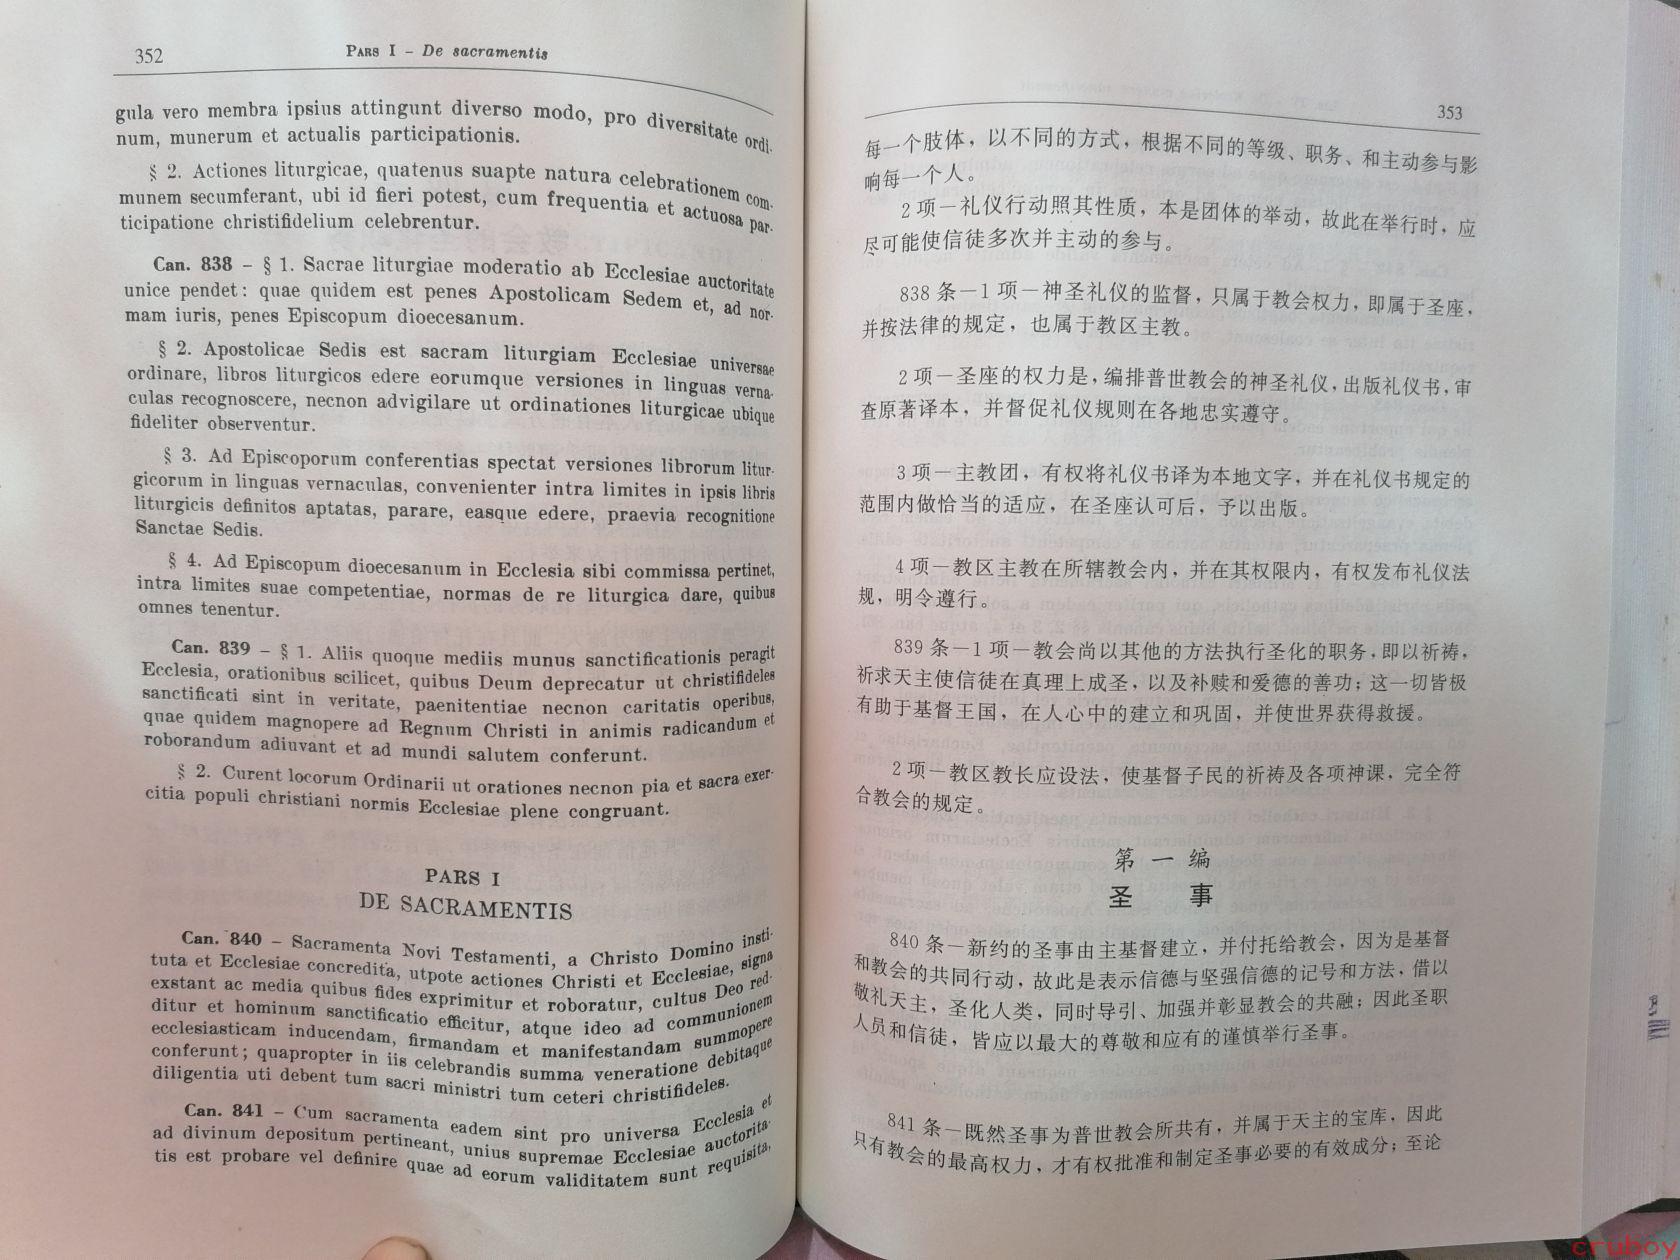 352
PARS I – De sacramentis
gula vero membra ipsius attingunt diverso modo, pro diversitate ordi-
num, munerum et actualis participationis.
§ 2. Actiones liturgicae, quatenus suapte natura celebrationem com-
munem secumferant, ubi id fieri potest, cum frequentia et actuosa par-
ticipatione christifidelium celebrentur.
Can. 838 – § 1. Sacrae liturgiae moderatio ab Ecclesiae auctoritate
unice pendet: quae quidem est penes Apostolicam Sedem et, ad nor-
mam iuris, penes Episcopum dioecesanum.
§ 2. Apostolicae Sedis est sacram liturgiam Ecclesiae universae
ordinare, libros liturgicos edere eorumque versiones in linguas verna-
culas recognoscere, necnon advigilare ut ordinationes liturgicae ubique
fideliter observentur.
§ 3. Ad Episcoporum conferentias spectat versiones librorum litur-
gicorum in linguas vernaculas, convenienter intra limites in ipsis libris
liturgicis definitos aptatas, parare, easque edere, praevia recognitione
Sanctae Sedis.
§ 4. Ad Episcopum dioecesanum in Ecclesia sibi commissa pertinet,
intra limites suae competentiae, normas de re liturgica dare, quibus
omnes tenentur.
Can. 839 – § 1. Aliis quoque mediis munus sanctificationis peragit
Ecclesia, orationibus scilicet, quibus Deum deprecatur ut christifideles
sanctificati sint in veritate, paenitentiae necnon caritatis operibus,
quae quidem magnopere ad Regnum Christi in animis radicandum et
roborandum adiuvant et ad mundi salutem conferunt.
§ 2. Curent locorum Ordinarii ut orationes necnon pia et sacra exer-
citia populi christiani normis Ecclesiae plene congruant.
PARS I
DE SACRAMENTIS
Can. 840 – Sacramenta Novi Testamenti, a Christo Domino insti-
tuta et Ecclesiae concredita, utpote actiones Christi et Ecclesiae, signa
exstant ac media quibus fides exprimitur et roboratur, cultus Deo red-
ditur et hominum sanctificatio efficitur, atque ideo ad communionem
ecclesiasticam inducendam, firmandam et manifestandam summopere
conferunt; quapropter in iis celebrandis summa veneratione debitaque
diligentia uti debent tum sacri ministri tum ceteri christifideles.
Can. 841 – Cum sacramenta eadem sint pro universa Ecclesia et
ad divinum depositum pertineant, unius supremae Ecclesiae auctorita-
tis est probare vel definire quae ad eorum validitatem sunt requisita,
353
每一个肢体，以不同的方式，根据不同的等级、职务、和主动参与影
响每一个人。
2项—礼仪行动照其性质，本是团体的举动，故此在举行时，应
尽可能使信徒多次并主动的参与。
838 条—1 项—神圣礼仪的监督，只属于教会权力，即属于圣座，
并按法律的规定，也属于教区主教。
2项—圣座的权力是，编排普世教会的神圣礼仪，出版礼仪书，审
查原著译本，并督促礼仪规则在各地忠实遵守。
3项—主教团，有权将礼仪书译为本地文字，并在礼仪书规定的
范围内做恰当的适应，在圣座认可后，予以出版。
4项—教区主教在所辖教会内，并在其权限内，有权发布礼仪法
规，明令遵行。
839 条—1 项—教会尚以其他的方法执行圣化的职务，即以祈祷，
祈求天主使信徒在真理上成圣，以及补赎和爱德的善功；这一切皆极
有助于基督王国，在人心中的建立和巩固，并使世界获得救援。
2项—教区教长应设法，使基督子民的祈祷及各项神课，完全符
合教会的规定。
第 一 编
圣 事
840 条—新约的圣事由主基督建立，并付托给教会，因为是基督
和教会的共同行动，故此是表示信德与坚强信德的记号和方法，借以
敬礼天主，圣化人类，同时导引、加强并彰显教会的共融；因此圣职
人员和信徒，皆应以最大的尊敬和应有的谨慎举行圣事。
841 条—既然圣事为普世教会所共有，并属于天主的宝库，因此
只有教会的最高权力，才有权批准和制定圣事必要的有效成分；至论
cruboy